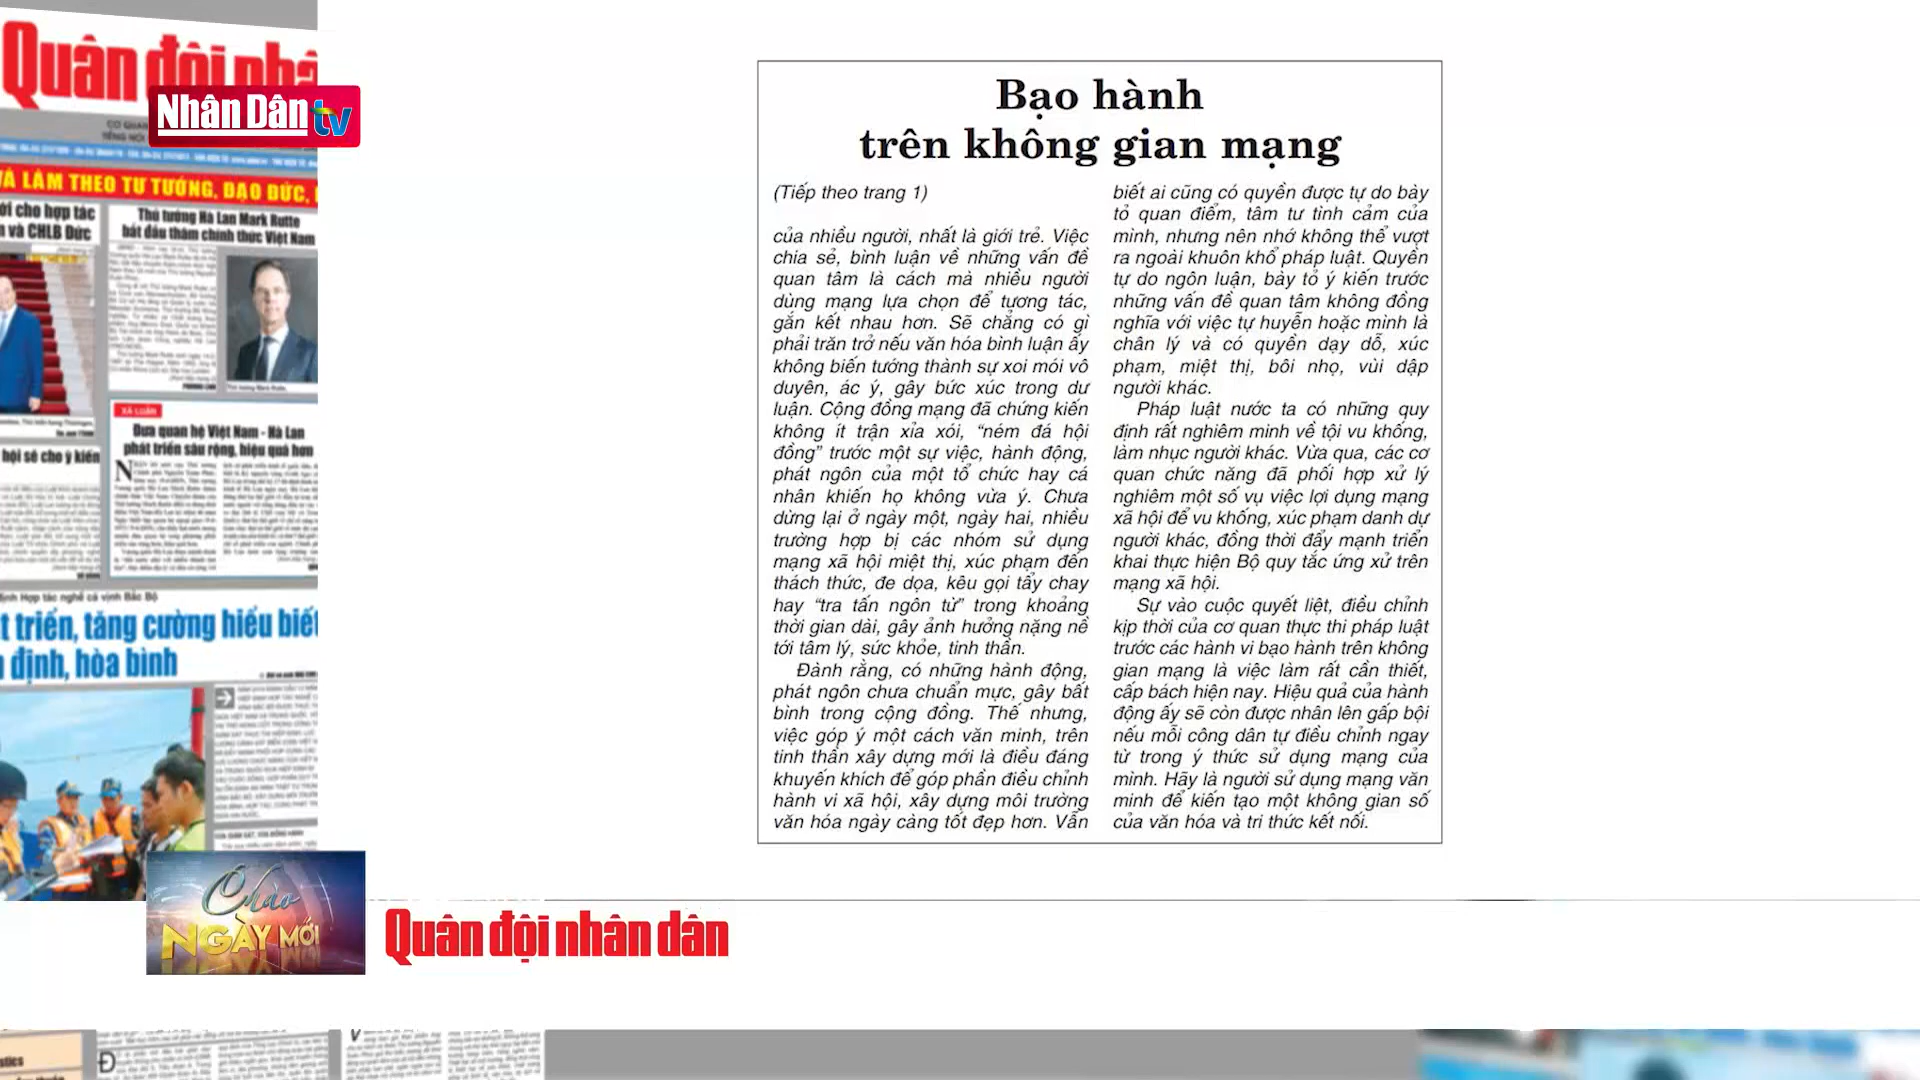 Quân đội nhâ
Nhân Dân tv
VÀ LÀM THEO TƯ TƯỞNG, ĐẠO ĐỨC,
ới cho hợp tác
n và CHLB Đức
Thủ tướng Hà Lan Mark Rutte
bắt đầu thăm chính thức Việt Nam
Thủ tướng Mark Rutte.
XÃ LUẬN
Đưa quan hệ Việt Nam - Hà Lan
phát triển sâu rộng, hiệu quả hơn
hội sẽ cho ý kiến
định Hợp tác nghề cá vịnh Bắc Bộ
t triển, tăng cường hiểu biết
định, hòa bình
Bạo hành
trên không gian mạng
(Tiếp theo trang 1)
của nhiều người, nhất là giới trẻ. Việc
chia sẻ, bình luận về những vấn đề
quan tâm là cách mà nhiều người
dùng mạng lựa chọn để tương tác,
gắn kết nhau hơn. Sẽ chẳng có gì
phải trăn trở nếu văn hóa bình luận ấy
không biến tướng thành sự xoi mói vô
duyên, ác ý, gây bức xúc trong dư
luận. Cộng đồng mạng đã chứng kiến
không ít trận xỉa xói, “ném đá hội
đồng” trước một sự việc, hành động,
phát ngôn của một tổ chức hay cá
nhân khiến họ không vừa ý. Chưa
dừng lại ở ngày một, ngày hai, nhiều
trường hợp bị các nhóm sử dụng
mạng xã hội miệt thị, xúc phạm đến
thách thức, đe dọa, kêu gọi tẩy chay
hay “tra tấn ngôn từ” trong khoảng
thời gian dài, gây ảnh hưởng nặng nề
tới tâm lý, sức khỏe, tinh thần.
Đành rằng, có những hành động,
phát ngôn chưa chuẩn mực, gây bất
bình trong cộng đồng. Thế nhưng,
việc góp ý một cách văn minh, trên
tinh thần xây dựng mới là điều đáng
khuyến khích để góp phần điều chỉnh
hành vi xã hội, xây dựng môi trường
văn hóa ngày càng tốt đẹp hơn. Vẫn
biết ai cũng có quyền được tự do bày
tỏ quan điểm, tâm tư tình cảm của
mình, nhưng nên nhớ không thể vượt
ra ngoài khuôn khổ pháp luật. Quyền
tự do ngôn luận, bày tỏ ý kiến trước
những vấn đề quan tâm không đồng
nghĩa với việc tự huyễn hoặc mình là
chân lý và có quyền dạy dỗ, xúc
phạm, miệt thị, bôi nhọ, vùi dập
người khác.
Pháp luật nước ta có những quy
định rất nghiêm minh về tội vu khống,
làm nhục người khác. Vừa qua, các cơ
quan chức năng đã phối hợp xử lý
nghiêm một số vụ việc lợi dụng mạng
xã hội để vu khống, xúc phạm danh dự
người khác, đồng thời đẩy mạnh triển
khai thực hiện Bộ quy tắc ứng xử trên
mạng xã hội.
Sự vào cuộc quyết liệt, điều chỉnh
kịp thời của cơ quan thực thi pháp luật
trước các hành vi bạo hành trên không
gian mạng là việc làm rất cần thiết,
cấp bách hiện nay. Hiệu quả của hành
động ấy sẽ còn được nhân lên gấp bội
nếu mỗi công dân tự điều chỉnh ngay
từ trong ý thức sử dụng mạng của
mình. Hãy là người sử dụng mạng văn
minh để kiến tạo một không gian số
của văn hóa và tri thức kết nối.
Chào
NGÀY MỚI
Quân đội nhân dân